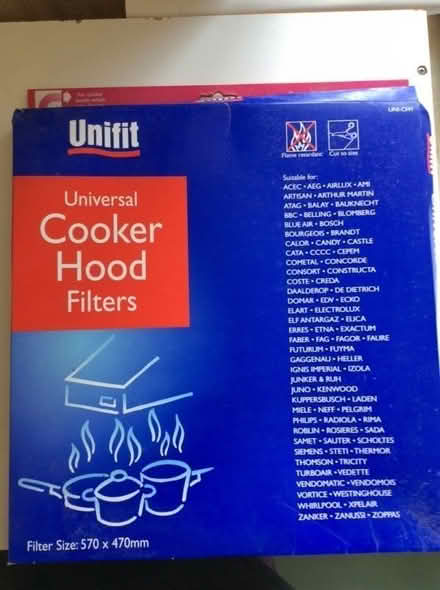 UNI-CH1
Unifit
Flame retardant
Cut to size
Universal
Cooker
Hood
Filters
Suitable for:
ACEC • AEG • AIRLUX • AMI
ARTISAN • ARTHUR MARTIN
ATAG • BALAY • BAUKNECHT
BBC • BELLING • BLOMBERG
BLUE AIR • BOSCH
BOURGEOIS • BRANDT
CALOR • CANDY • CASTLE
CATA • CCCC • CEPEM
COMETAL • CONCORDE
CONSORT • CONSTRUCTA
COSTE • CREDA
DAALDEROP • DE DIETRICH
DOMAR • EDV • ECKO
ELART • ELECTROLUX
ELF ANTARGAZ • ELICA
ERRES • ETNA • EXACTUM
FABER • FAG • FAGOR • FAURE
FUTURUM • FUYMA
GAGGENAU • HELLER
IGNIS IMPERIAL • IZOLA
JUNKER & RUH
JUNO • KENWOOD
KUPPERSBUSCH • LADEN
MIELE • NEFF • PELGRIM
PHILIPS • RADIOLA • RIMA
ROBLIN • ROSIERES • SADA
SAMET • SAUTER • SCHOLTES
SIEMENS • STETI • THERMOR
THOMSON • TRICITY
TURBOAIR • VEDETTE
VENDOMATIC • VENDOMOIS
VORTICE • WESTINGHOUSE
WHIRLPOOL • XPELAIR
ZANKER • ZANUSSI • ZOPPAS
Filter Size: 570 x 470mm